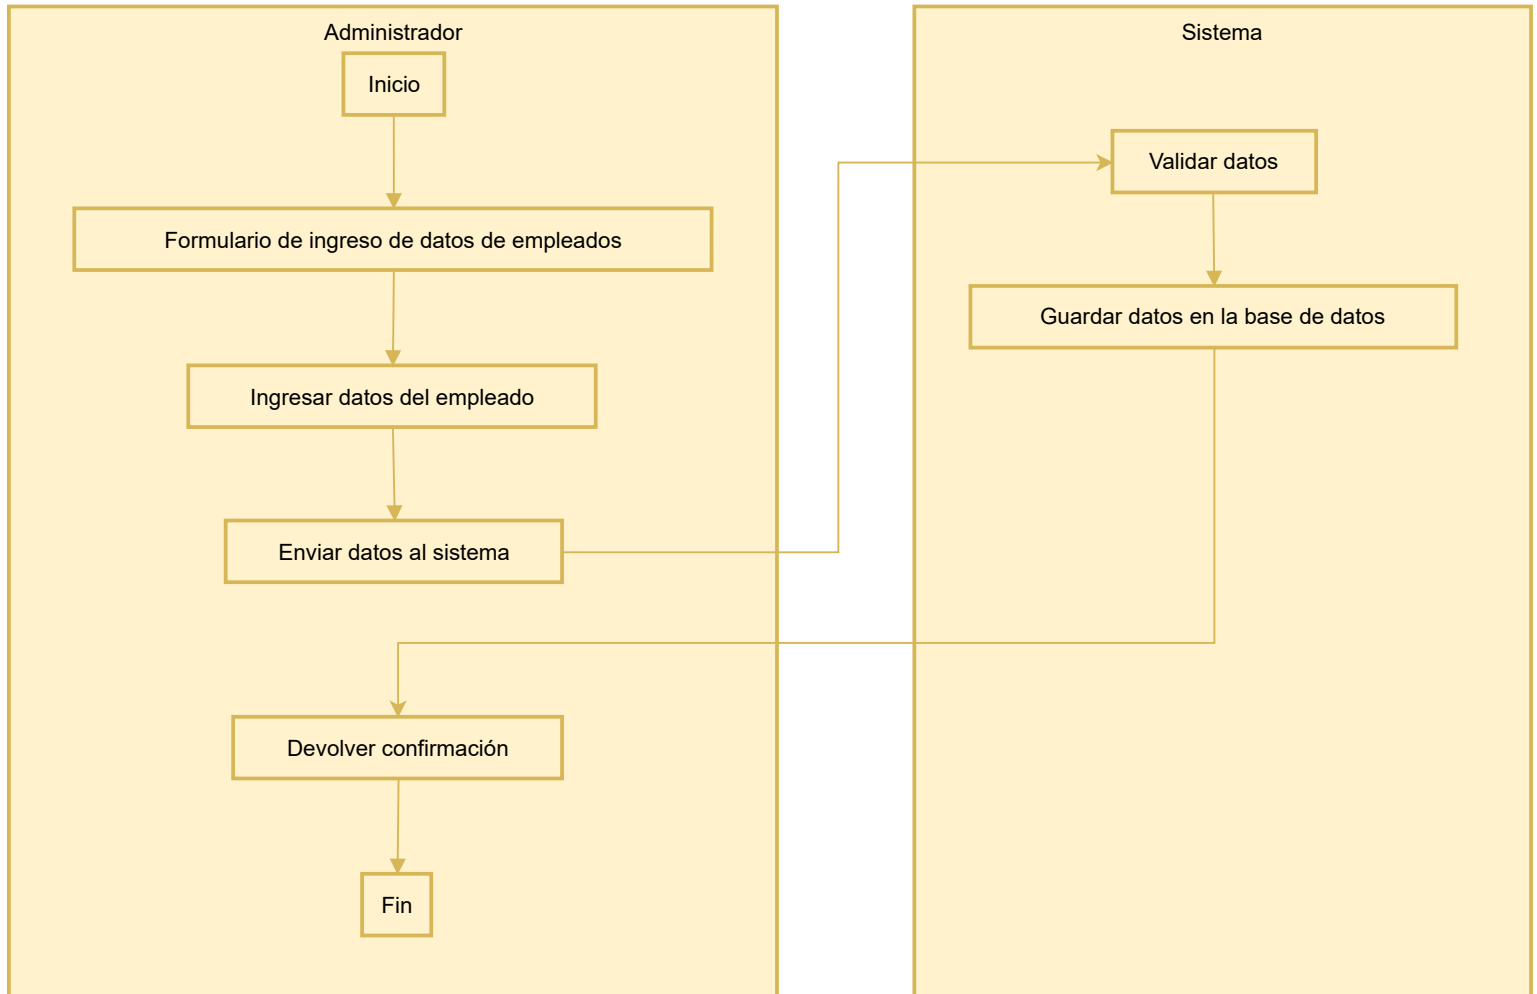 Administrador
Inicio
Formulario de ingreso de datos de empleados
Ingresar datos del empleado
Enviar datos al sistema
Devolver confirmación
Fin
Sistema
Validar datos
Guardar datos en la base de datos